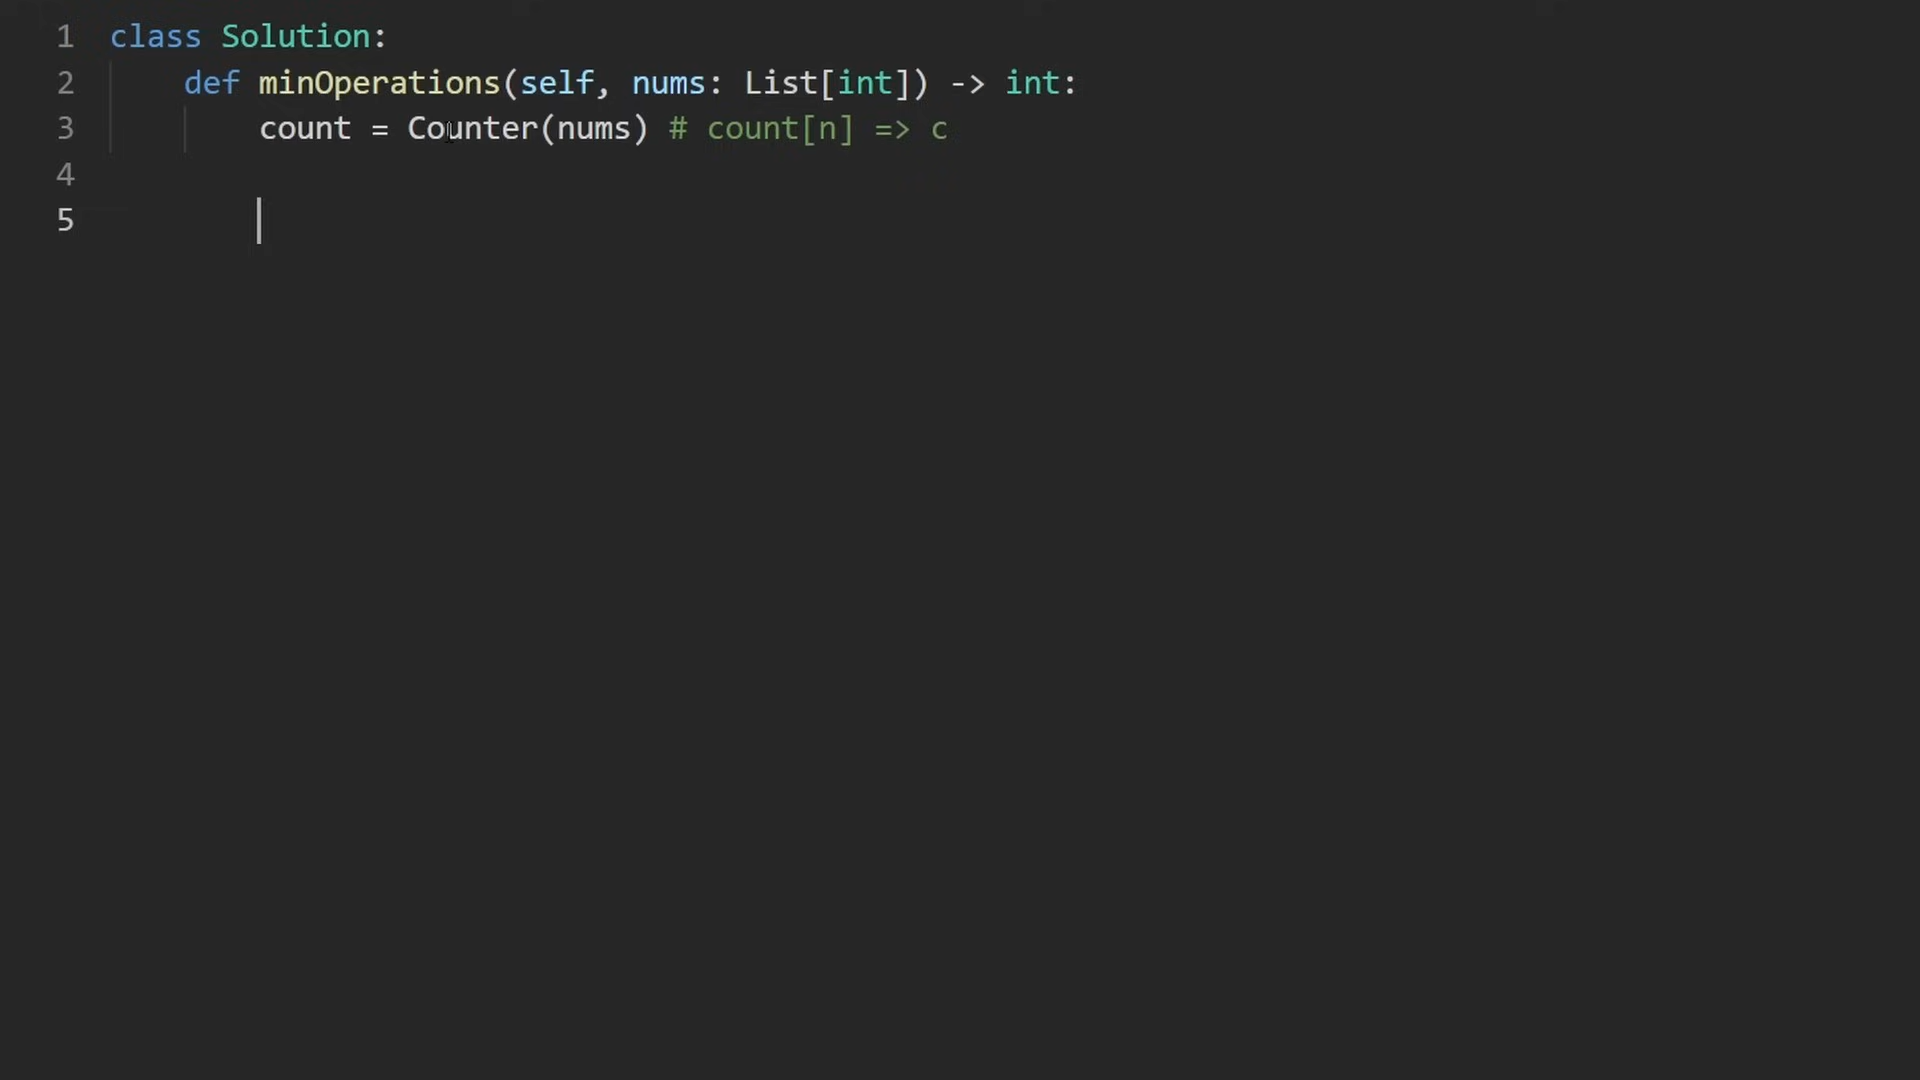 1 class Solution:
2 def minOperations(self, nums: List[int]) -> int:
3 count = Counter(nums) # count[n] => c
4
5